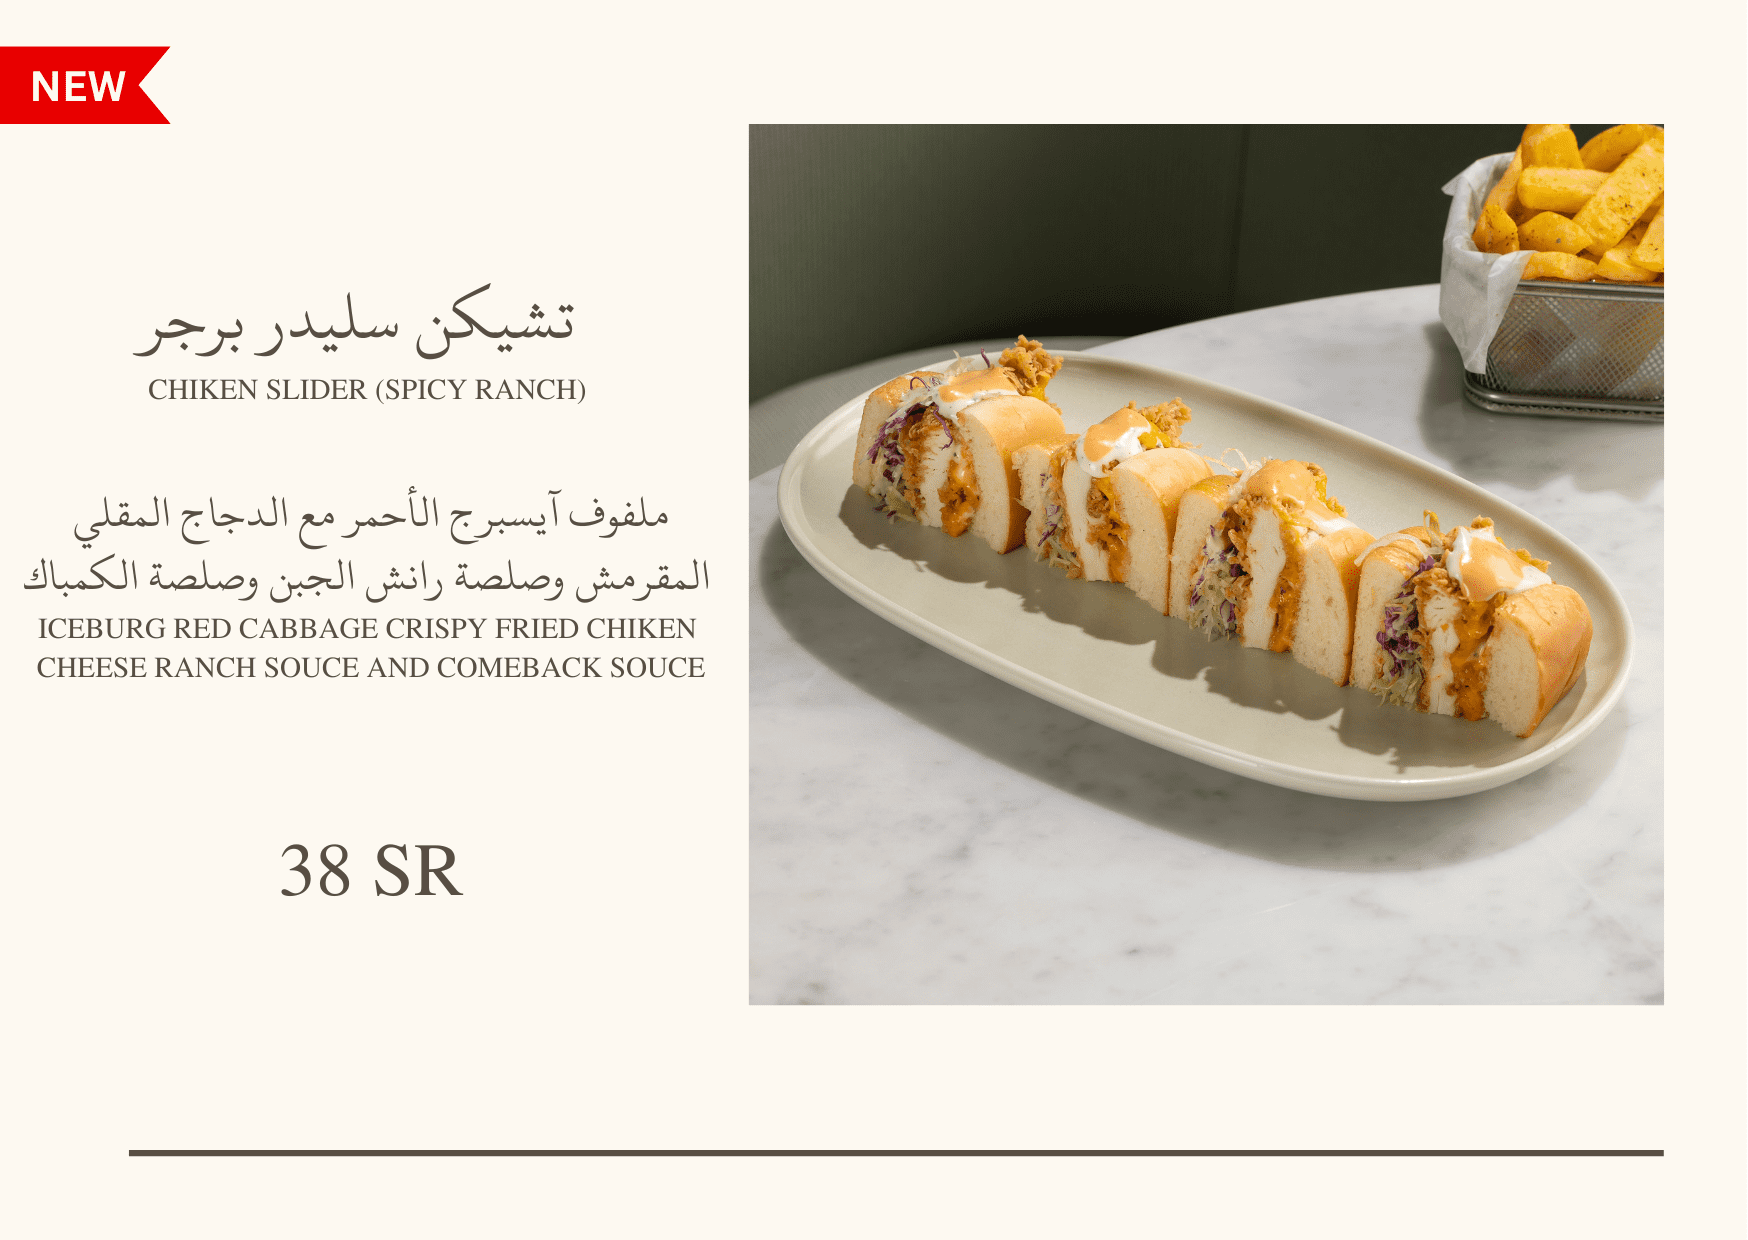 NEW
تشيكن سليدر برجر
CHIKEN SLIDER (SPICY RANCH)
ملفوف آيسبرج الأحمر مع الدجاج المقلي
المقرمش وصلصة رانش الجبن وصلصة الكمباك
ICEBURG RED CABBAGE CRISPY FRIED CHIKEN
CHEESE RANCH SOUCE AND COMEBACK SOUCE
38 SR